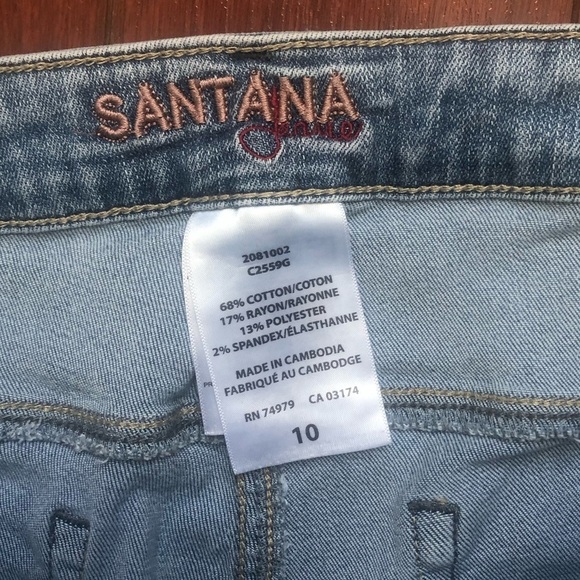 SANTANA
2081002
C2559G
68% COTTON/COTON
17% RAYON/RAYONNE
13% POLYESTER
2% SPANDEX/ÉLASTHANNE
MADE IN CAMBODIA
FABRIQUÉ AU CAMBODGE
RN 74979 CA 03174
10